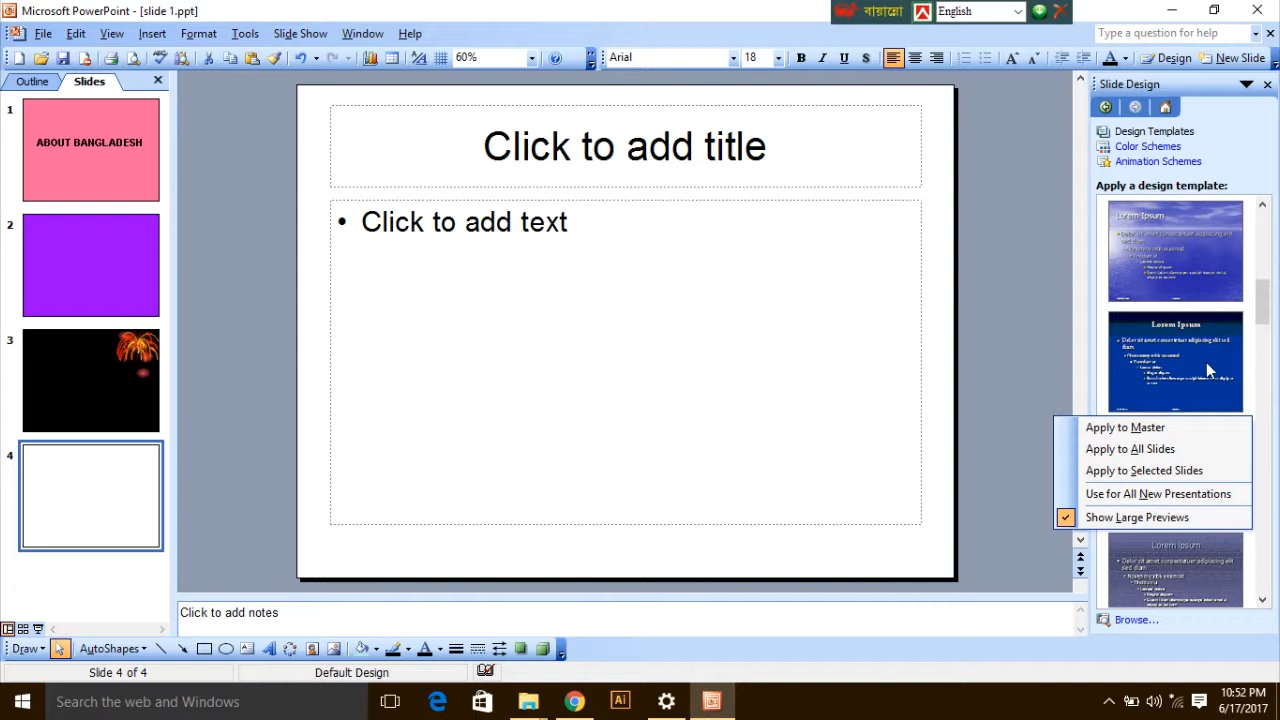 Microsoft PowerPoint - [slide 1.ppt]
বায়ান্নো
English
File Edit View Insert Format Tools Slide Show Window Help
Type a question for help
60%
Arial
18
B I U S
Design
New Slide
Outline
Slides
Slide Design
1
ABOUT BANGLADESH
2
3
4
Click to add title
• Click to add text
Design Templates
Color Schemes
Animation Schemes
Apply a design template:
Lorem Ipsum
Lorem Ipsum
Apply to Master
Apply to All Slides
Apply to Selected Slides
Use for All New Presentations
Show Large Previews
Lorem Ipsum
Browse...
Click to add notes
Draw
AutoShapes
Slide 4 of 4
Default Design
Search the web and Windows
Ai
10:52 PM
6/17/2017